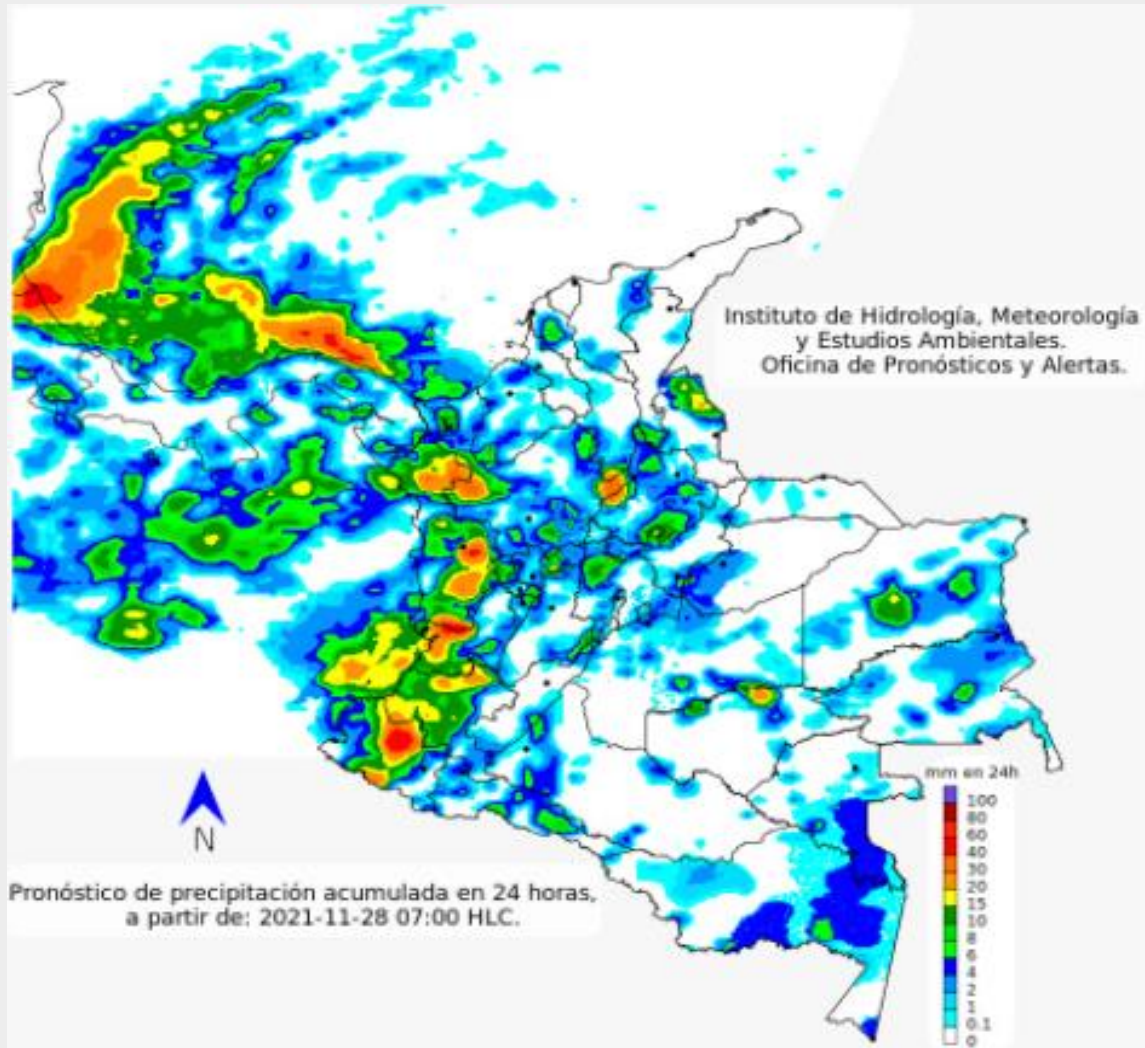 Instituto de Hidrología, Meteorología
y Estudios Ambientales.
Oficina de Pronósticos y Alertas.
mm en 24h
100
80
60
40
30
20
15
10
8
6
4
2
1
0.1
0
N
Pronóstico de precipitación acumulada en 24 horas,
a partir de: 2021-11-28 07:00 HLC.